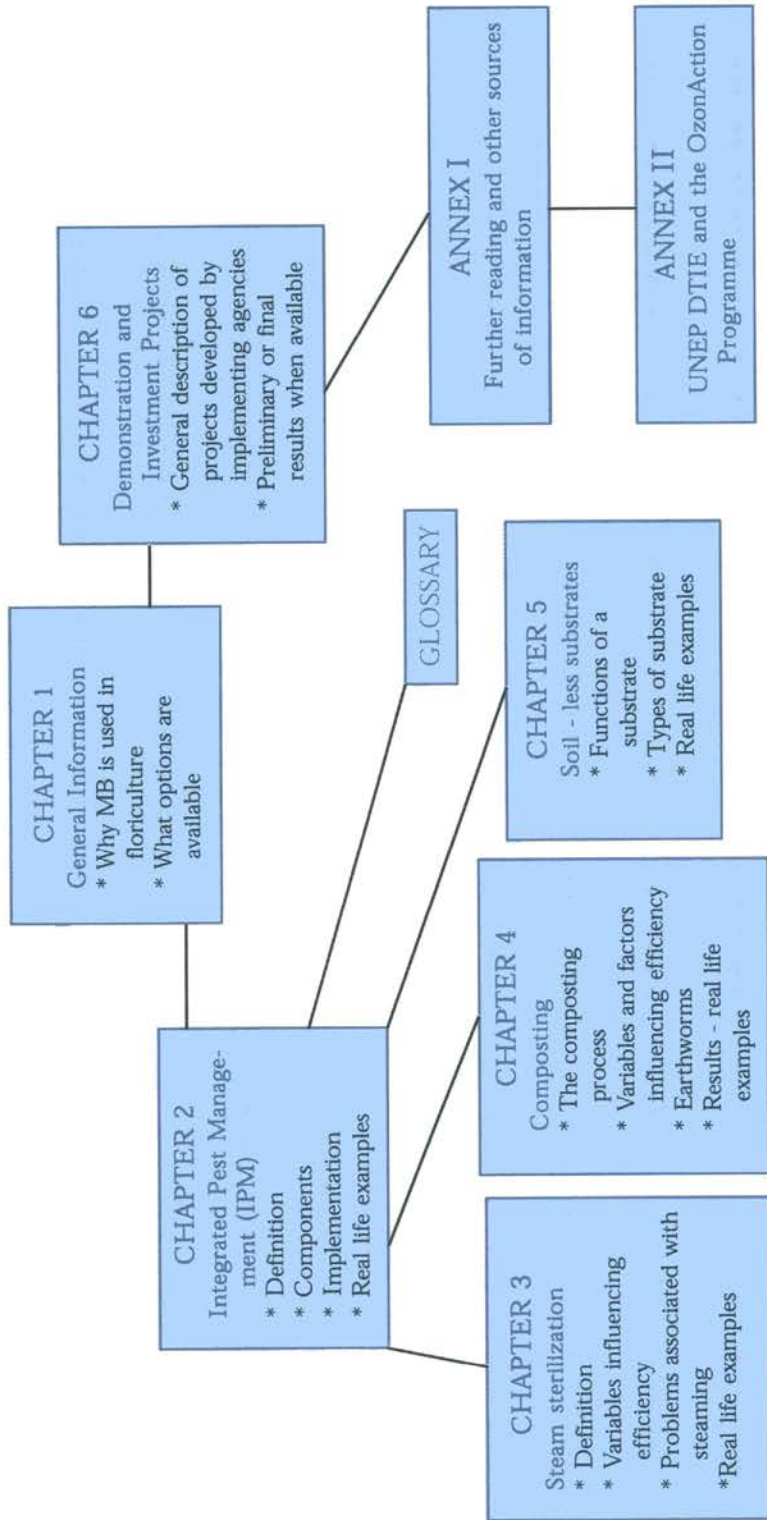 CHAPTER 1
General Information
* Why MB is used in
floriculture
* What options are
available
CHAPTER 2
Integrated Pest Manage-
ment (IPM)
* Definition
* Components
* Implementation
* Real life examples
CHAPTER 6
Demonstration and
Investment Projects
* General description of
projects developed by
implementing agencies
* Preliminary or final
results when available
GLOSSARY
CHAPTER 3
Steam sterilization
* Definition
* Variables influencing
efficiency
* Problems associated with
steaming
*Real life examples
CHAPTER 4
Composting
* The composting
process
* Variables and factors
influencing efficiency
* Earthworms
* Results - real life
examples
CHAPTER 5
Soil - less substrates
* Functions of a
substrate
* Types of substrate
* Real life examples
ANNEX I
Further reading and other sources
of information
ANNEX II
UNEP DTIE and the OzonAction
Programme